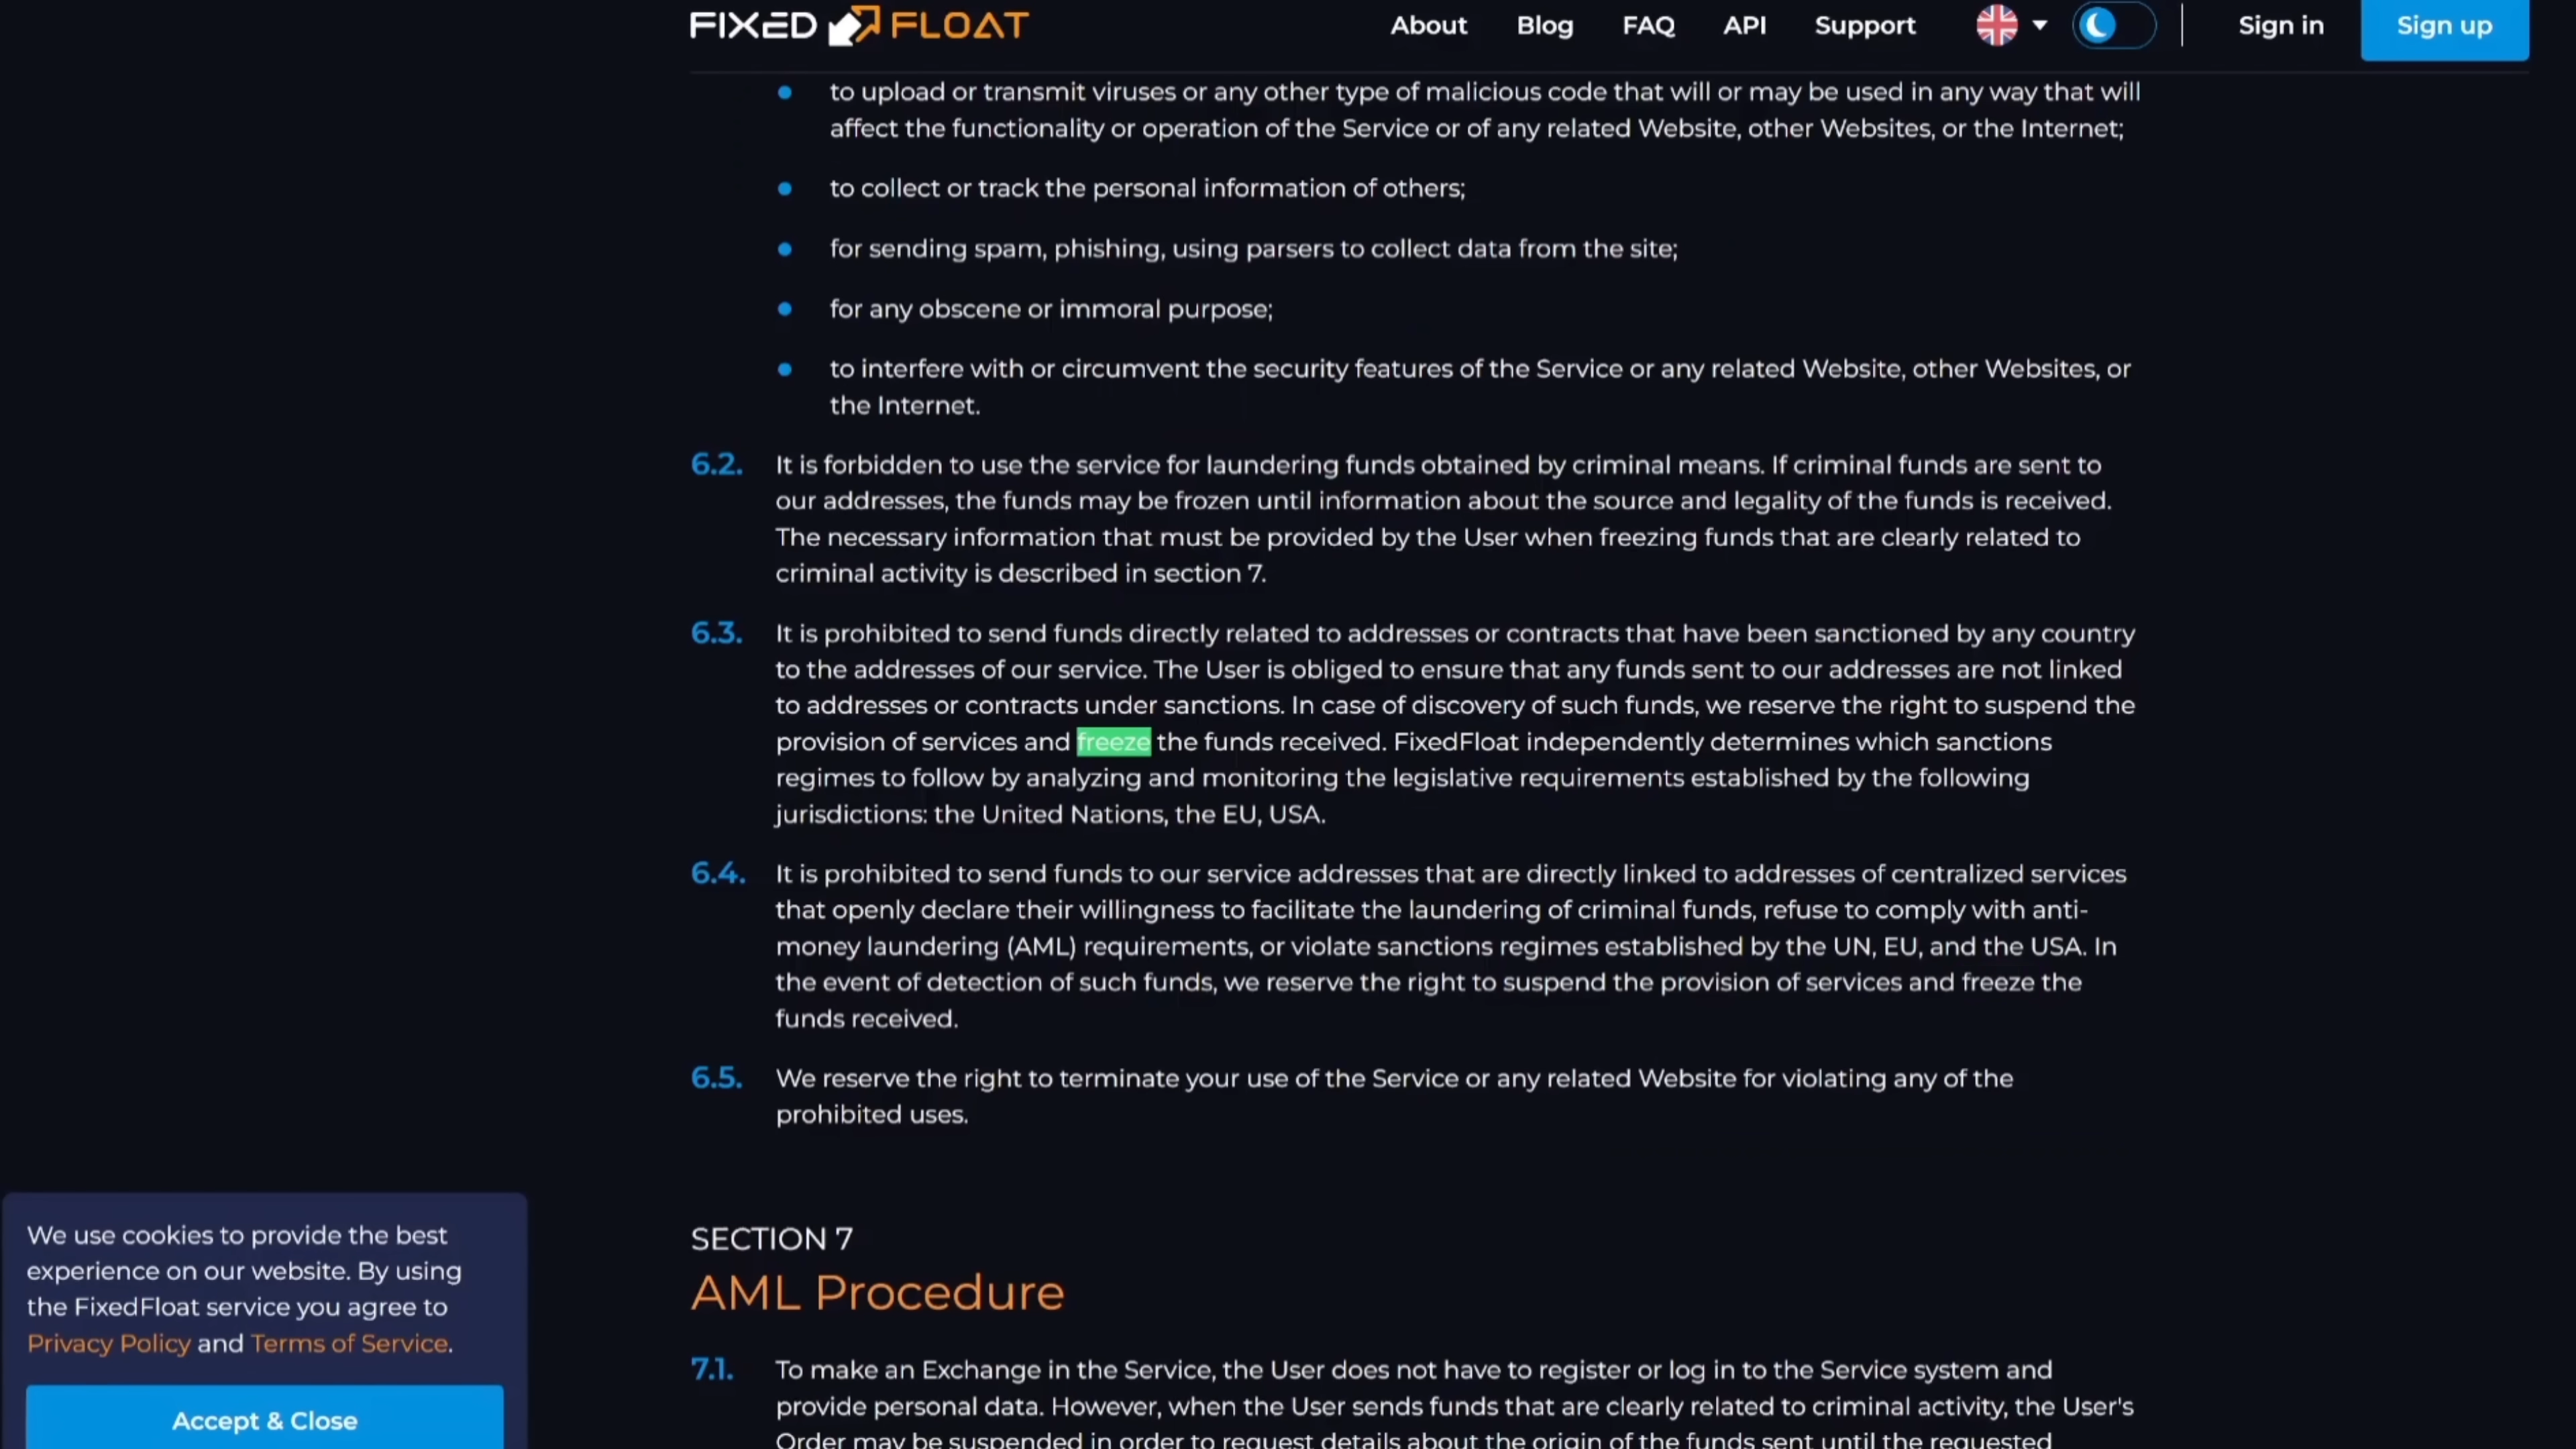 FIXED FLOAT
About Blog FAQ API Support Sign in Sign up
to upload or transmit viruses or any other type of malicious code that will or may be used in any way that will
affect the functionality or operation of the Service or of any related Website, other Websites, or the Internet;
to collect or track the personal information of others;
for sending spam, phishing, using parsers to collect data from the site;
for any obscene or immoral purpose;
to interfere with or circumvent the security features of the Service or any related Website, other Websites, or
the Internet.
6.2. It is forbidden to use the service for laundering funds obtained by criminal means. If criminal funds are sent to
our addresses, the funds may be frozen until information about the source and legality of the funds is received.
The necessary information that must be provided by the User when freezing funds that are clearly related to
criminal activity is described in section 7.
6.3. It is prohibited to send funds directly related to addresses or contracts that have been sanctioned by any country
to the addresses of our service. The User is obliged to ensure that any funds sent to our addresses are not linked
to addresses or contracts under sanctions. In case of discovery of such funds, we reserve the right to suspend the
provision of services and freeze the funds received. FixedFloat independently determines which sanctions
regimes to follow by analyzing and monitoring the legislative requirements established by the following
jurisdictions: the United Nations, the EU, USA.
6.4. It is prohibited to send funds to our service addresses that are directly linked to addresses of centralized services
that openly declare their willingness to facilitate the laundering of criminal funds, refuse to comply with anti-
money laundering (AML) requirements, or violate sanctions regimes established by the UN, EU, and the USA. In
the event of detection of such funds, we reserve the right to suspend the provision of services and freeze the
funds received.
6.5. We reserve the right to terminate your use of the Service or any related Website for violating any of the
prohibited uses.
SECTION 7
AML Procedure
7.1. To make an Exchange in the Service, the User does not have to register or log in to the Service system and
provide personal data. However, when the User sends funds that are clearly related to criminal activity, the User's
Order may be suspended in order to request details about the origin of the funds sent until the requested
We use cookies to provide the best
experience on our website. By using
the FixedFloat service you agree to
Privacy Policy and Terms of Service.
Accept & Close